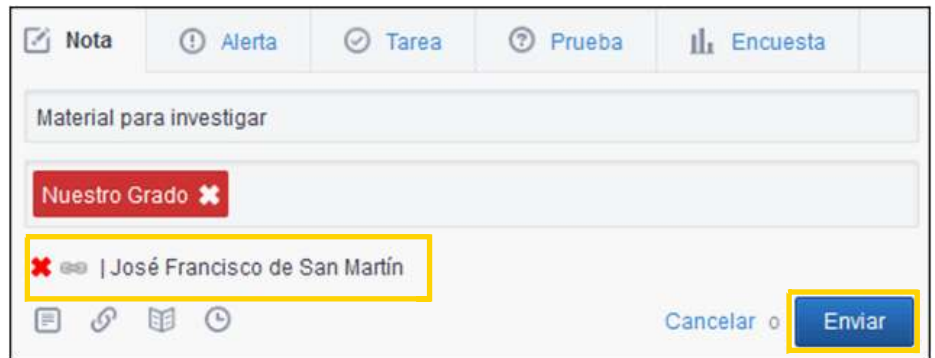 Nota Alerta Tarea Prueba Encuesta
Material para investigar
Nuestro Grado
| José Francisco de San Martín
Cancelar o Enviar